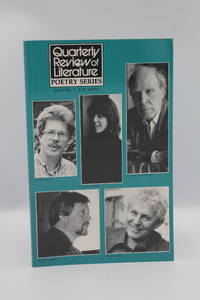 Quarterly
Review of
Literature
POETRY SERIES